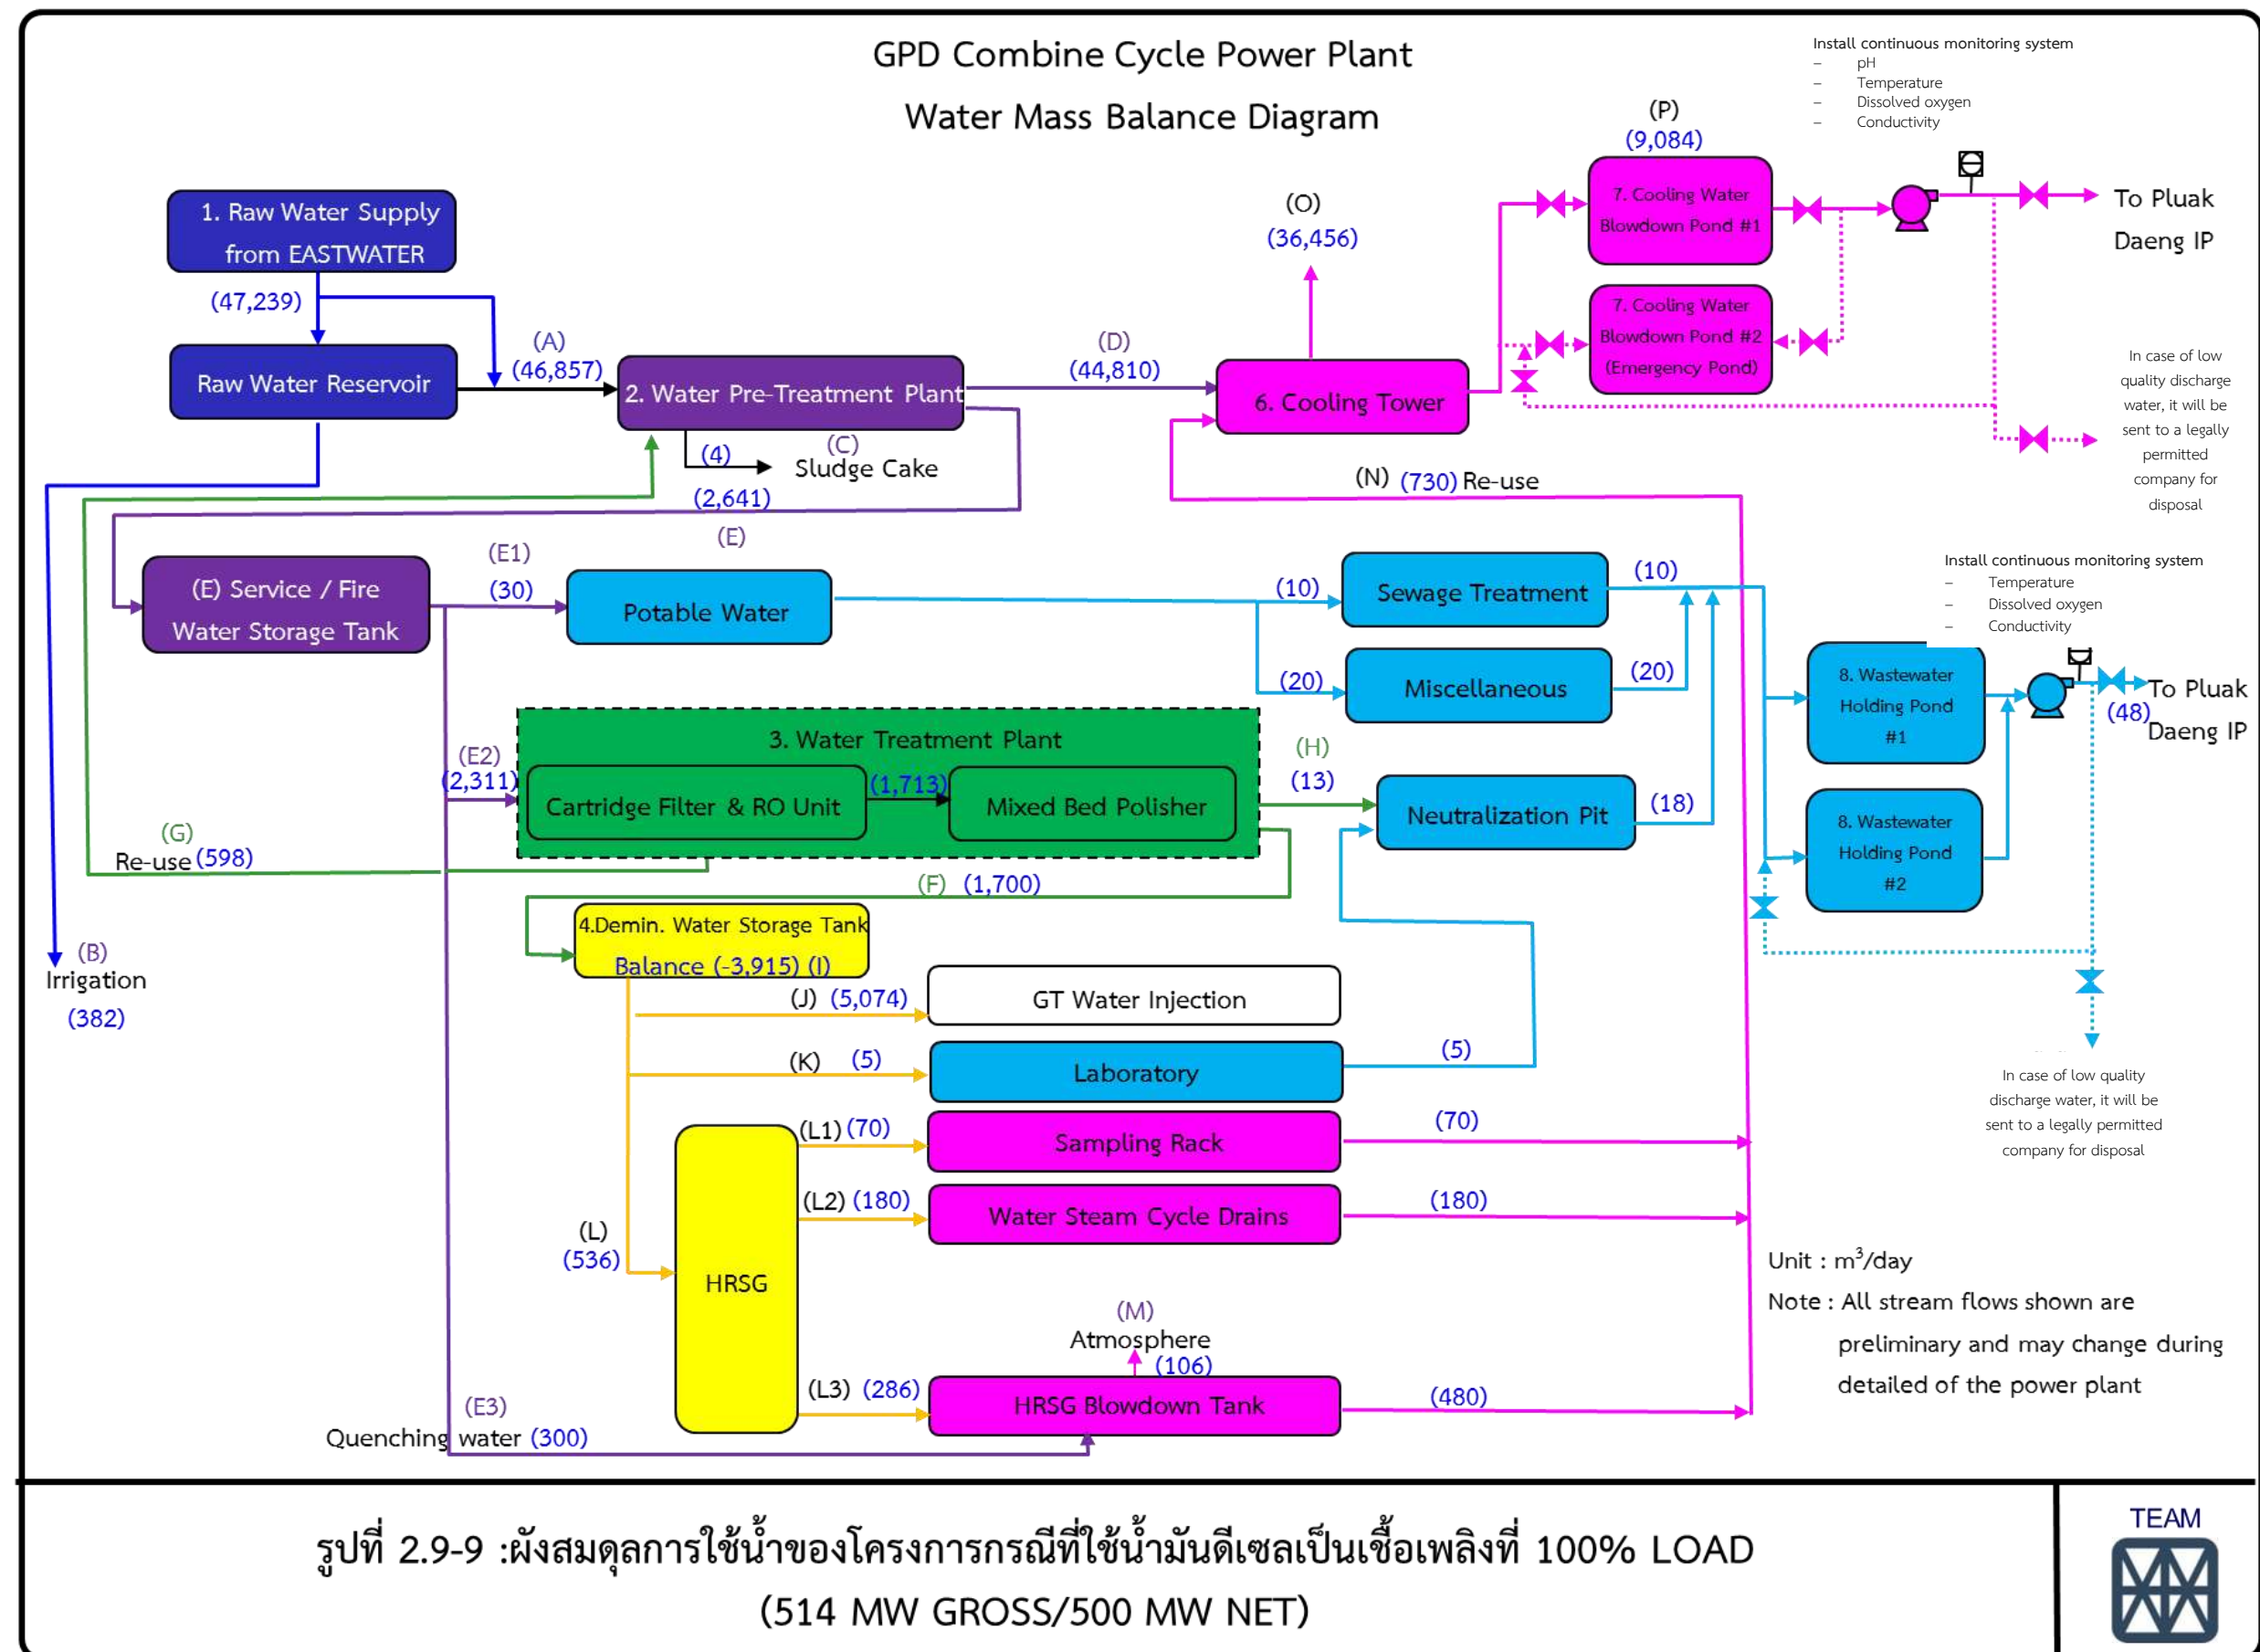 GPD Combine Cycle Power Plant
Water Mass Balance Diagram
Install continuous monitoring system
– pH
– Temperature
– Dissolved oxygen
– Conductivity
(P)
(9,084)
1. Raw Water Supply
from EASTWATER
(47,239)
Raw Water Reservoir
(A)
(46,857)
2. Water Pre-Treatment Plant
(D)
(44,810)
(O)
(36,456)
6. Cooling Tower
7. Cooling Water
Blowdown Pond #1
7. Cooling Water
Blowdown Pond #2
(Emergency Pond)
To Pluak
Daeng IP
In case of low
quality discharge
water, it will be
sent to a legally
permitted
company for
disposal
(4)
(C)
Sludge Cake
(2,641)
(E)
(N) (730) Re-use
(E) Service / Fire
Water Storage Tank
(E1)
(30)
Potable Water
(10)
Sewage Treatment
(10)
(20)
Miscellaneous
(20)
Install continuous monitoring system
– Temperature
– Dissolved oxygen
– Conductivity
8. Wastewater
Holding Pond
#1
8. Wastewater
Holding Pond
#2
(48)
To Pluak
Daeng IP
(E2)
(2,311)
3. Water Treatment Plant
Cartridge Filter & RO Unit
(1,713)
Mixed Bed Polisher
(H)
(13)
Neutralization Pit
(18)
(G)
Re-use (598)
(F) (1,700)
4.Demin. Water Storage Tank
Balance (-3,915) (I)
(B)
Irrigation
(382)
(J) (5,074)
GT Water Injection
(K) (5)
Laboratory
(5)
In case of low quality
discharge water, it will be
sent to a legally permitted
company for disposal
(L)
(536)
HRSG
(L1) (70)
Sampling Rack
(70)
(L2) (180)
Water Steam Cycle Drains
(180)
(M)
Atmosphere
(106)
(L3) (286)
HRSG Blowdown Tank
(480)
(E3)
Quenching water (300)
Unit : m³/day
Note : All stream flows shown are
preliminary and may change during
detailed of the power plant
รูปที่ 2.9-9 :ผังสมดุลการใช้น้ำของโครงการกรณีที่ใช้น้ำมันดีเซลเป็นเชื้อเพลิงที่ 100% LOAD
(514 MW GROSS/500 MW NET)
TEAM